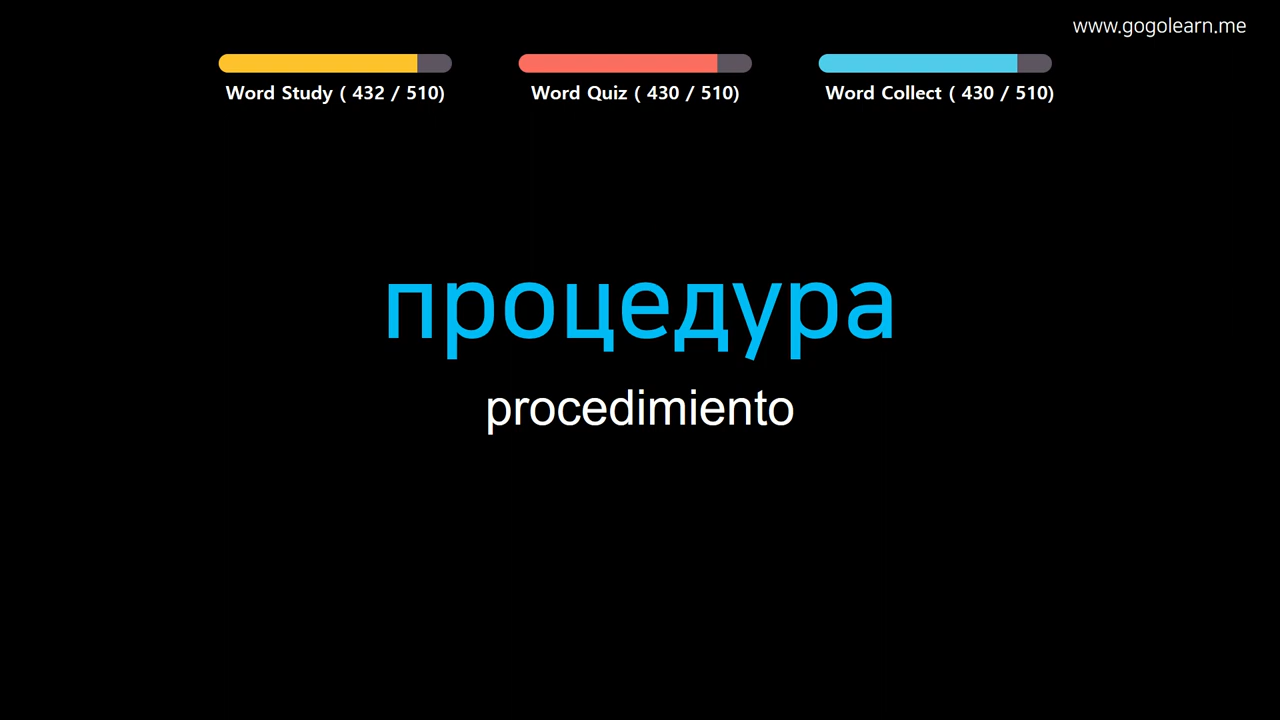 www.gogolearn.me
Word Study ( 432 / 510)
Word Quiz ( 430 / 510)
Word Collect ( 430 / 510)
процедура
procedimiento